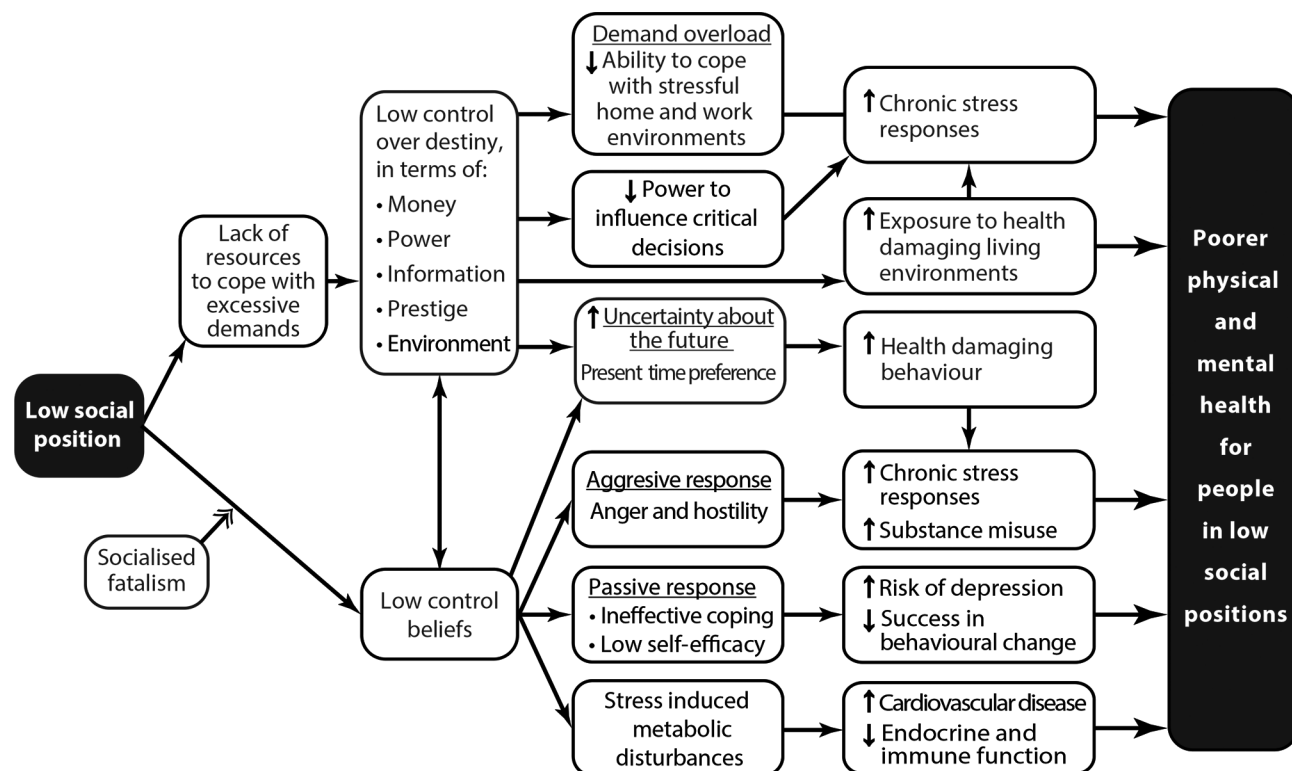 Low social
position
Socialised
fatalism
Lack of
resources
to cope with
excessive
demands
Low control
over destiny,
in terms of:
• Money
• Power
• Information
• Prestige
• Environment
Low control
beliefs
Demand overload
↓ Ability to cope
with stressful
home and work
environments
↓ Power to
influence critical
decisions
↑ Uncertainty about
the future
Present time preference
Aggresive response
Anger and hostility
Passive response
• Ineffective coping
• Low self-efficacy
Stress induced
metabolic
disturbances
↑ Chronic stress
responses
↑ Exposure to health
damaging living
environments
↑ Health damaging
behaviour
↑ Chronic stress
responses
↑ Substance misuse
↑ Risk of depression
↓ Success in
behavioural change
↑ Cardiovascular disease
↓ Endocrine and
immune function
Poorer
physical
and
mental
health
for
people
in low
social
positions